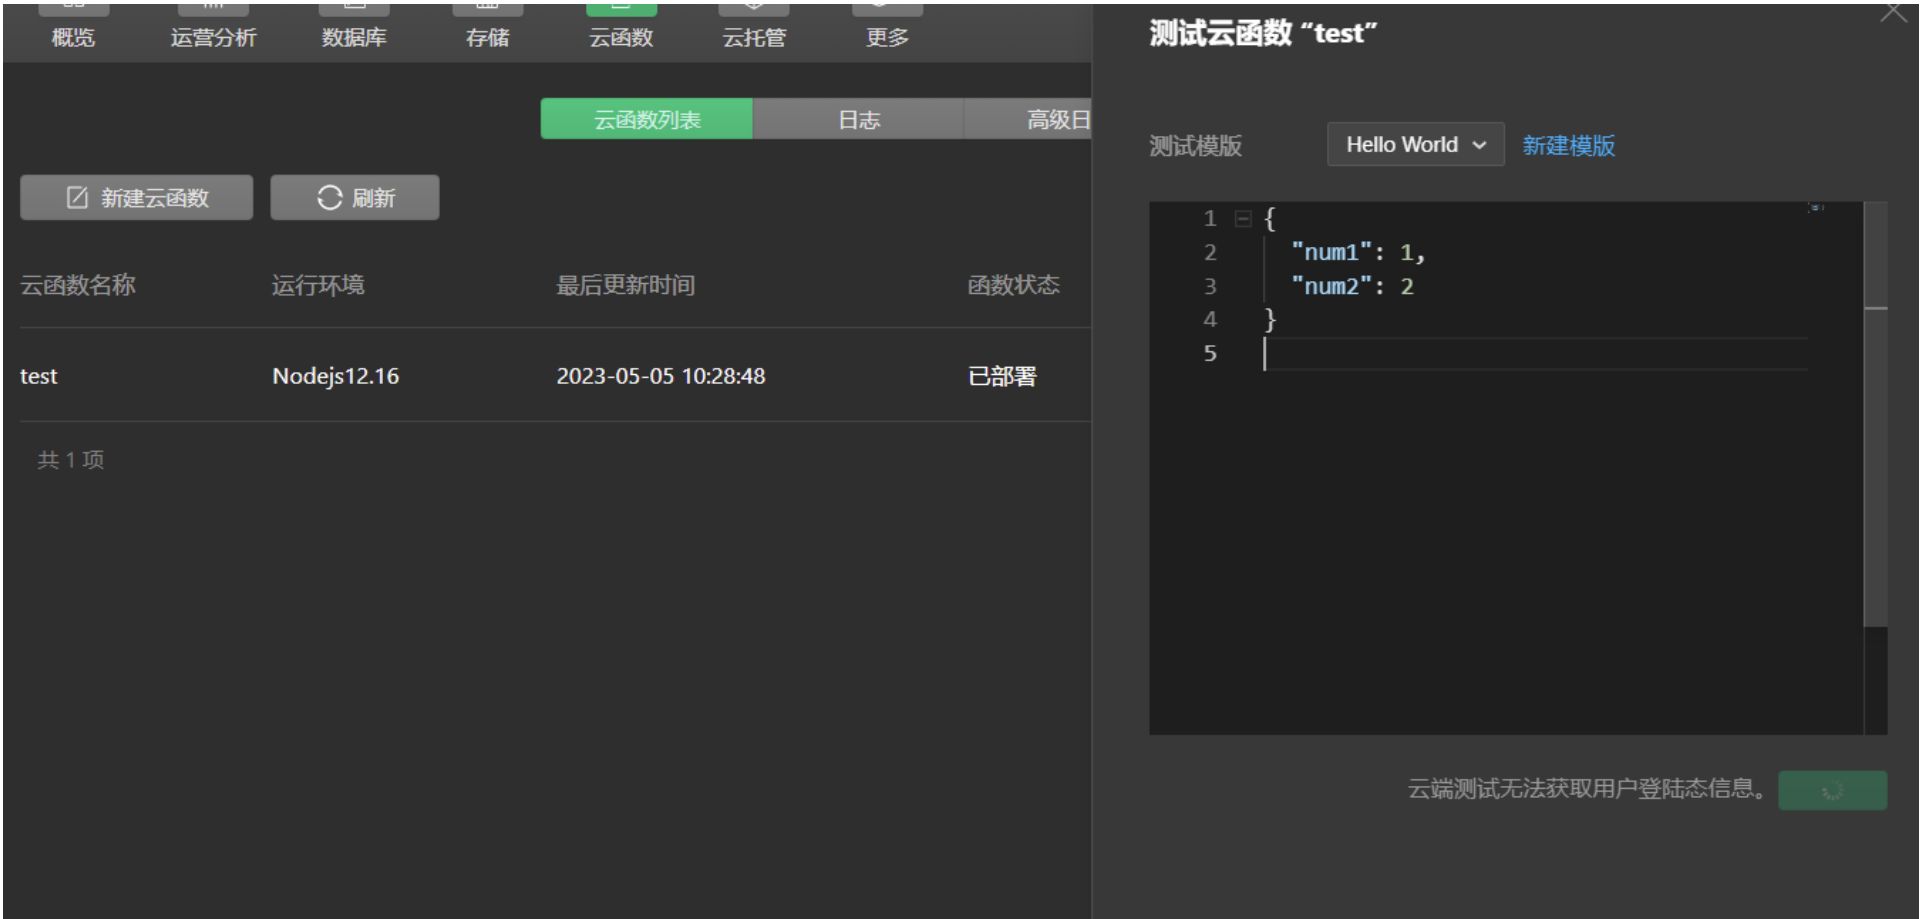 概览
运营分析
数据库
存储
云函数
云托管
更多
云函数列表
日志
高级日
新建云函数
刷新
云函数名称
运行环境
最后更新时间
函数状态
test
Nodejs12.16
2023-05-05 10:28:48
已部署
共 1 项
测试云函数 “test”
测试模版
Hello World
新建模版
1 {
2 "num1": 1,
3 "num2": 2
4 }
5
云端测试无法获取用户登陆态信息。